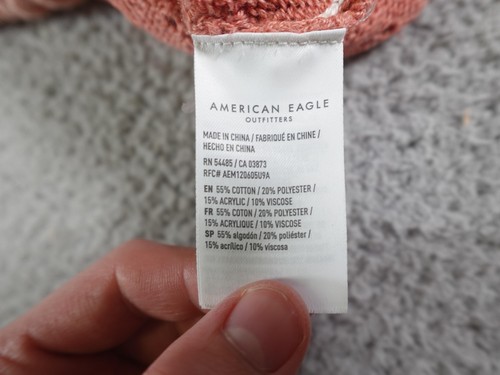 AMERICAN EAGLE
OUTFITTERS
MADE IN CHINA / FABRIQUÉ EN CHINE /
HECHO EN CHINA
RN 54485 / CA 03873
RFC# AEM120605U9A
EN 55% COTTON / 20% POLYESTER /
15% ACRYLIC / 10% VISCOSE
FR 55% COTON / 20% POLYESTER /
15% ACRYLIQUE / 10% VISCOSE
SP 55% algodón / 20% poliéster /
15% acrílico / 10% viscosa